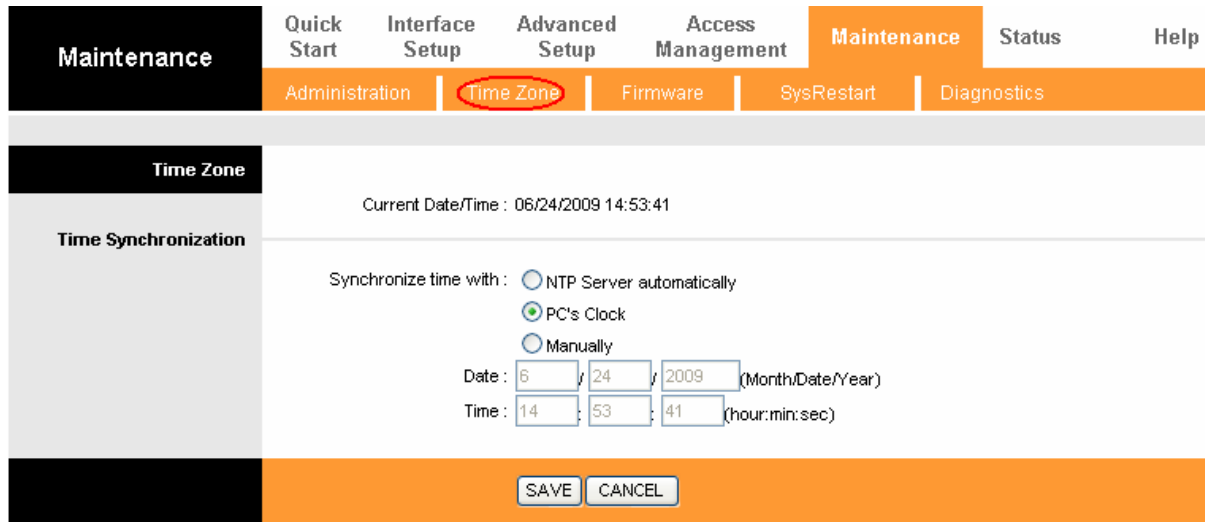 Maintenance
Quick Start
Interface Setup
Advanced Setup
Access Management
Maintenance
Status
Help
Administration
Time Zone
Firmware
SysRestart
Diagnostics
Time Zone
Current Date/Time : 06/24/2009 14:53:41
Time Synchronization
Synchronize time with : NTP Server automatically
PC's Clock
Manually
Date : 6 / 24 / 2009 (Month/Date/Year)
Time : 14 : 53 : 41 (hour:min:sec)
SAVE CANCEL